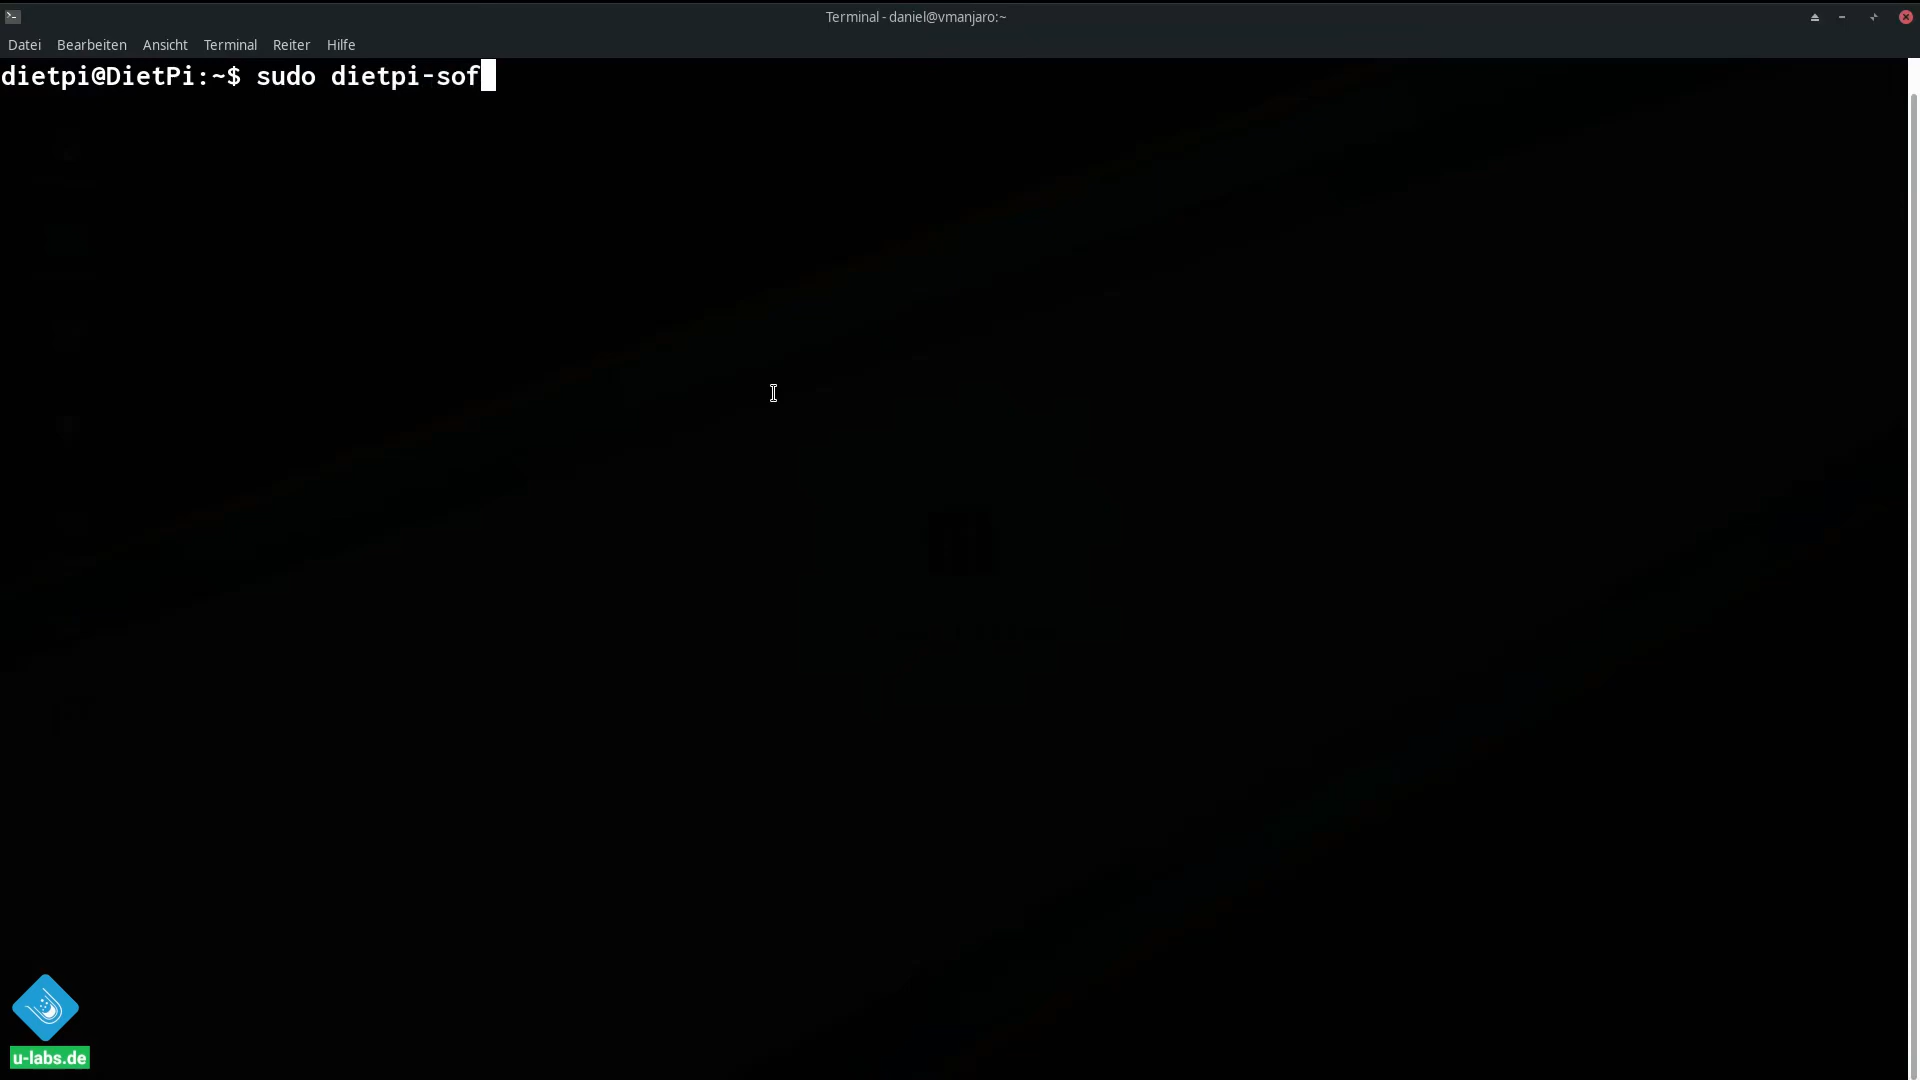 Terminal - daniel@vmanjaro:~
Datei Bearbeiten Ansicht Terminal Reiter Hilfe
dietpi@DietPi:~$ sudo dietpi-sof
u-labs.de